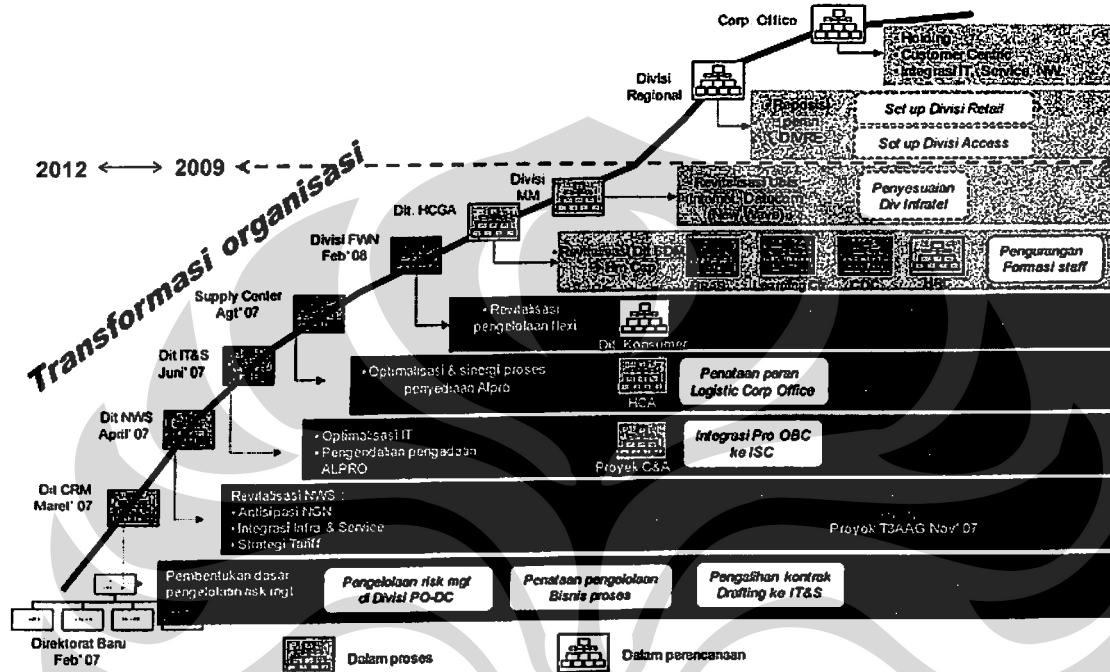 Corp. Office
• Holding
• Customer Centric
• Integrasi IT, Service, NW
Divisi
Regional
• Reposisi
peran
DIVRE
Set up Divisi Retail
Set up Divisi Access
2012 ↔ 2009
Transformasi organisasi
Divisi
MM
(New Wave)
Penyesuaian
Div Infratel
Dit. HCGA
Pengurangan
Formasi staff
Divisi FWN
Feb' 08
• Revitalisasi
pengelolaan flexi
Dit. Konsumer
Supply Center
Agt' 07
• Optimalisasi & sinergi proses
penyediaan Alpro
HCA
Penataan peran
Logistic Corp Office
Dit IT&S
Juni' 07
• Optimalisasi IT
• Pengendalian pengadaan
ALPRO
Proyek C&A
Integrasi Pro OBC
ke ISC
Dit NWS
April' 07
Revitalisasi NWS :
• Antisipasi NGN
• Integrasi Infra & Service
• Strategi Tariff
Proyek T3AAG Nov' 07
Dit CRM
Maret' 07
Pembentukan dasar
pengelolaan risk mgt
Pengelolaan risk mgt
di Divisi PO-DC
Penataan pengelolaan
Bisnis proses
Pengalihan kontrak
Drafting ke IT&S
Direktorat Baru
Feb' 07
Dalam proses
Dalam perencanaan